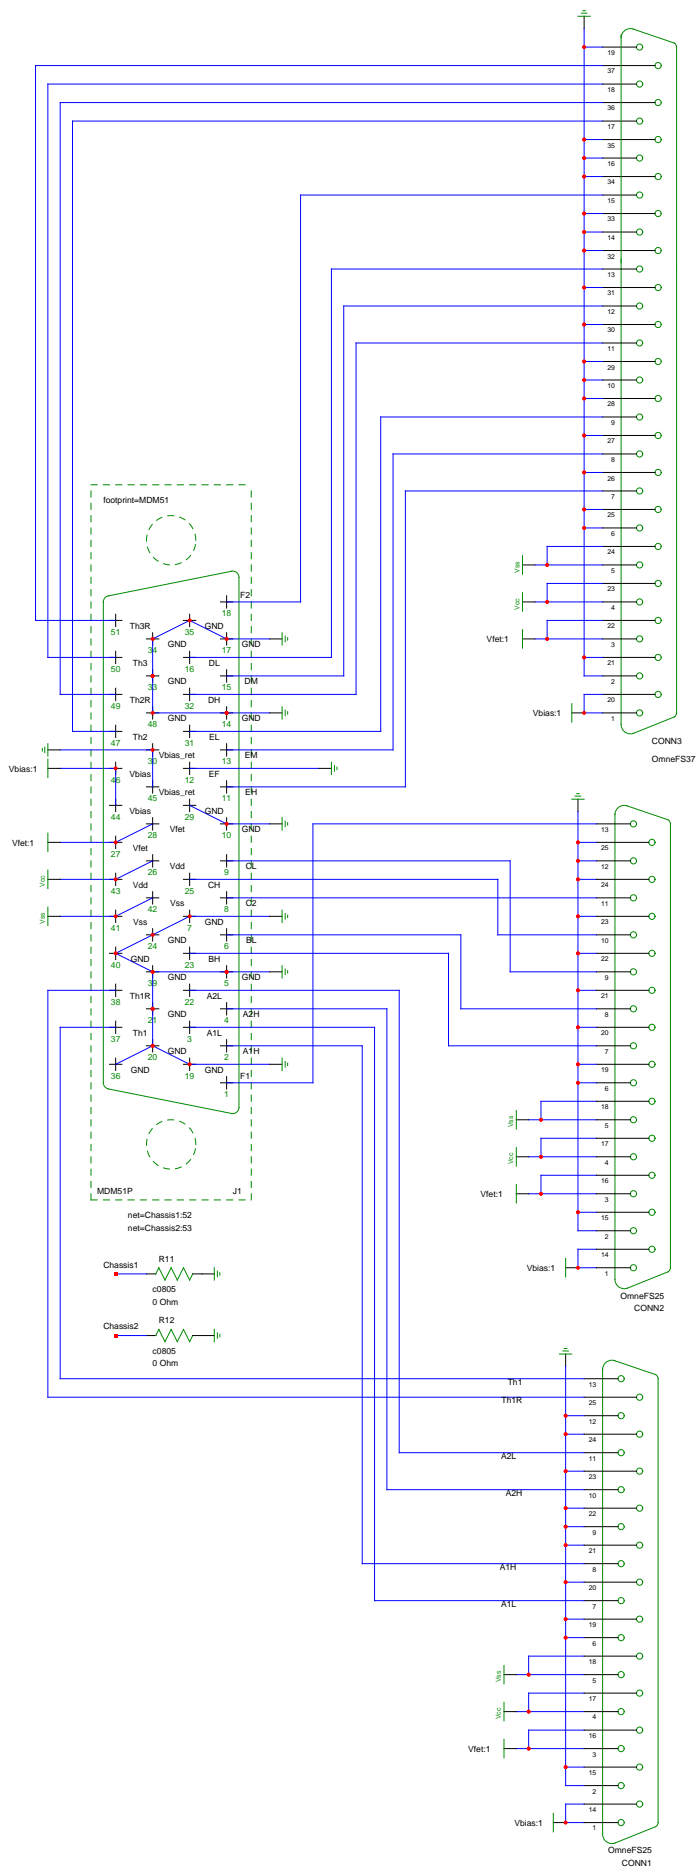 19
37
18
36
17
35
16
34
15
33
14
32
13
31
12
30
11
29
10
28
9
27
8
26
7
25
6
24
Vss
5
23
Vcc
4
22
Vfet:1
3
21
2
20
Vbias:1
1
CONN3
OmneFS37
footprint=MDM51
F2
18
Th3R
51
35
GND
34
GND
17
GND
Th3
50
16
DL
DM
15
33
GND
Th2R
49
32
DH
48
GND
14
GND
Th2
47
31
EL
EM
13
30
Vbias_ret
Vbias:1
46
Vbias
12
EF
EH
11
45
Vbias_ret
44
Vbias
29
GND
10
GND
28
Vfet
Vfet:1
27
Vfet
26
Vdd
9
CL
Vcc
43
Vdd
25
CH
C2
8
42
Vss
Vss
41
Vss
7
GND
24
GND
6
BL
40
GND
23
BH
39
GND
5
GND
38
Th1R
22
A2L
A2H
4
21
GND
37
Th1
3
A1L
A1H
2
20
GND
36
GND
19
GND
F1
1
MDM51P
J1
net=Chassis1:52
net=Chassis2:53
Chassis1
R11
c0805
0 Ohm
Chassis2
R12
c0805
0 Ohm
13
25
12
24
11
23
10
22
9
21
8
20
7
19
6
18
Vss
5
17
Vcc
4
16
Vfet:1
3
15
2
14
Vbias:1
1
OmneFS25
CONN2
Th1
13
Th1R
25
12
24
A2L
11
23
A2H
10
22
9
21
A1H
8
20
A1L
7
19
6
18
Vss
5
17
Vcc
4
16
Vfet:1
3
15
2
14
Vbias:1
1
OmneFS25
CONN1